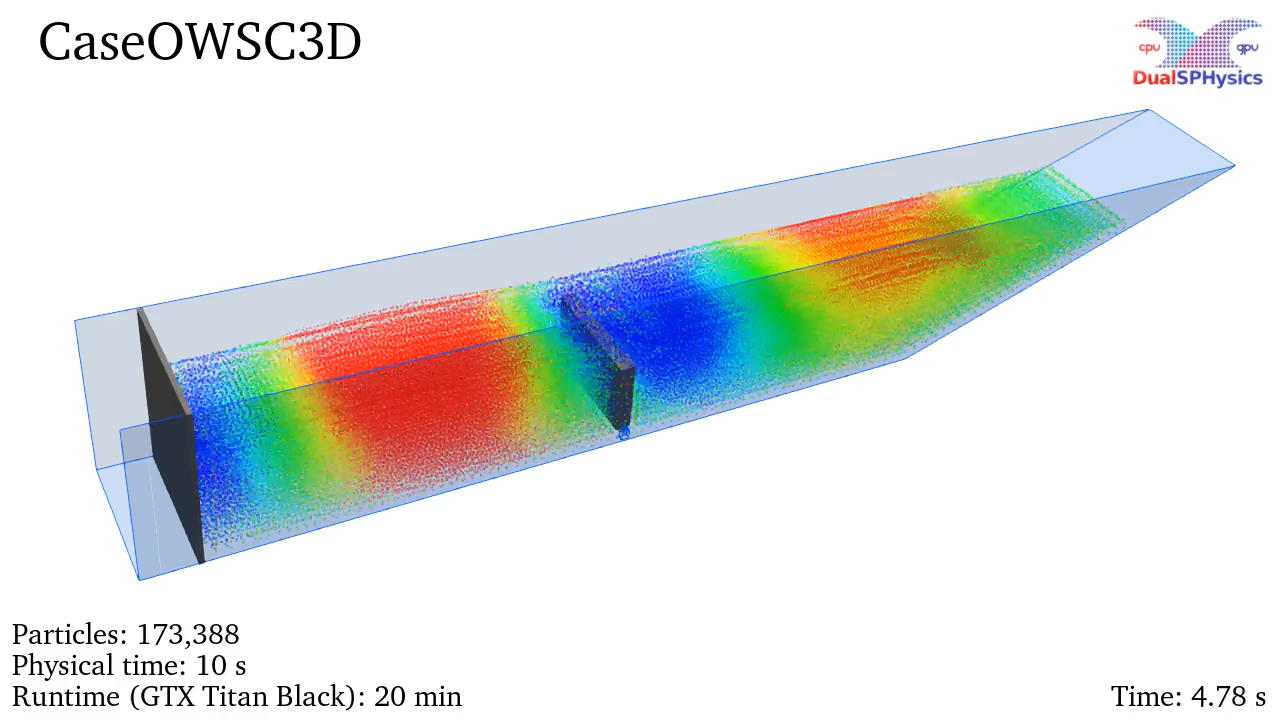 CaseOWSC3D
cpu gpu
DualSPHysics
Particles: 173,388
Physical time: 10 s
Runtime (GTX Titan Black): 20 min
Time: 4.78 s